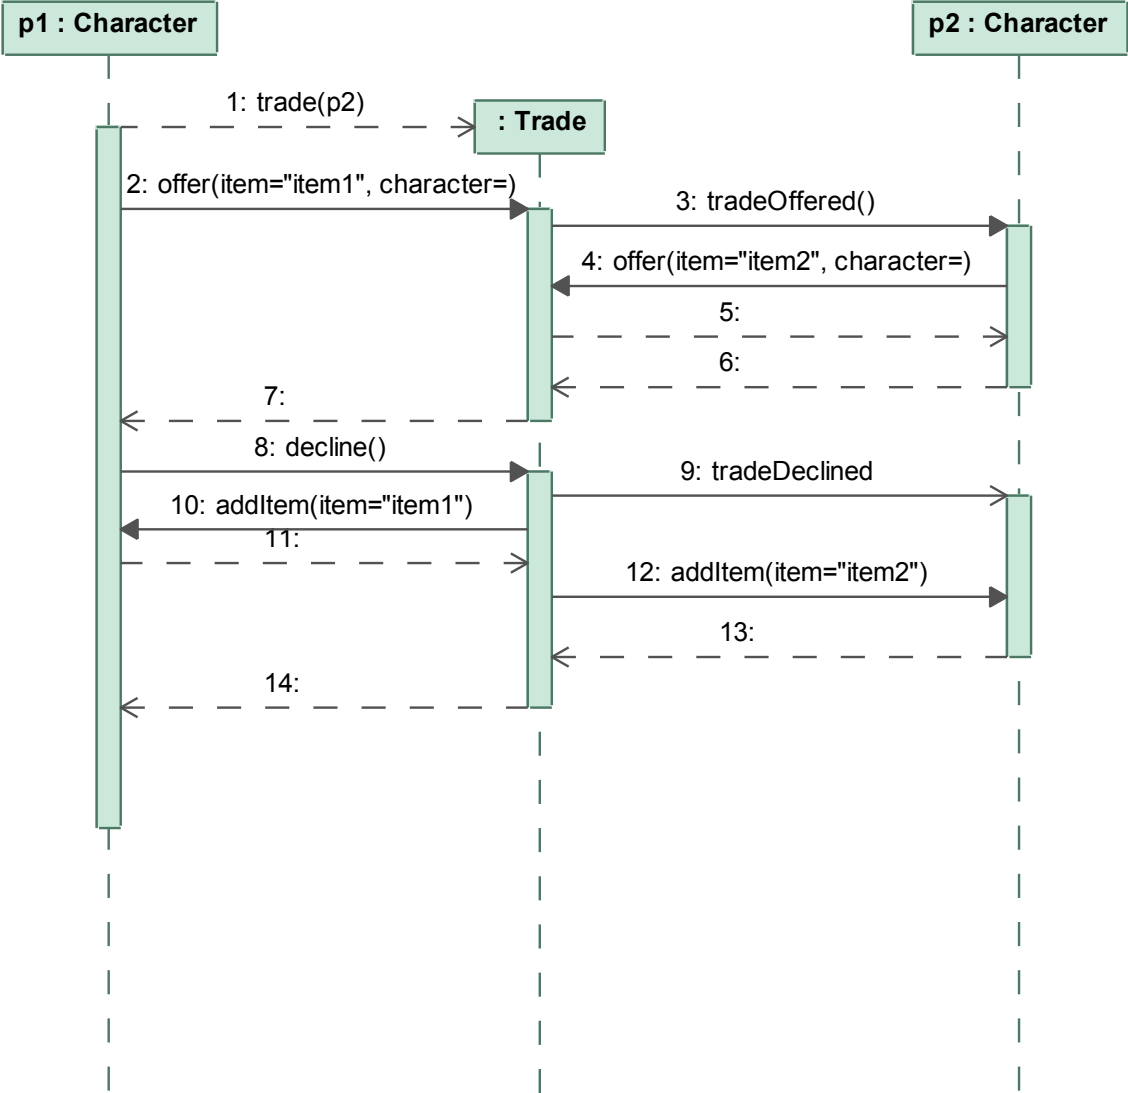 p1 : Character
p2 : Character
1: trade(p2)
: Trade
2: offer(item="item1", character=)
3: tradeOffered()
4: offer(item="item2", character=)
5:
6:
7:
8: decline()
9: tradeDeclined
10: addItem(item="item1")
11:
12: addItem(item="item2")
13:
14: